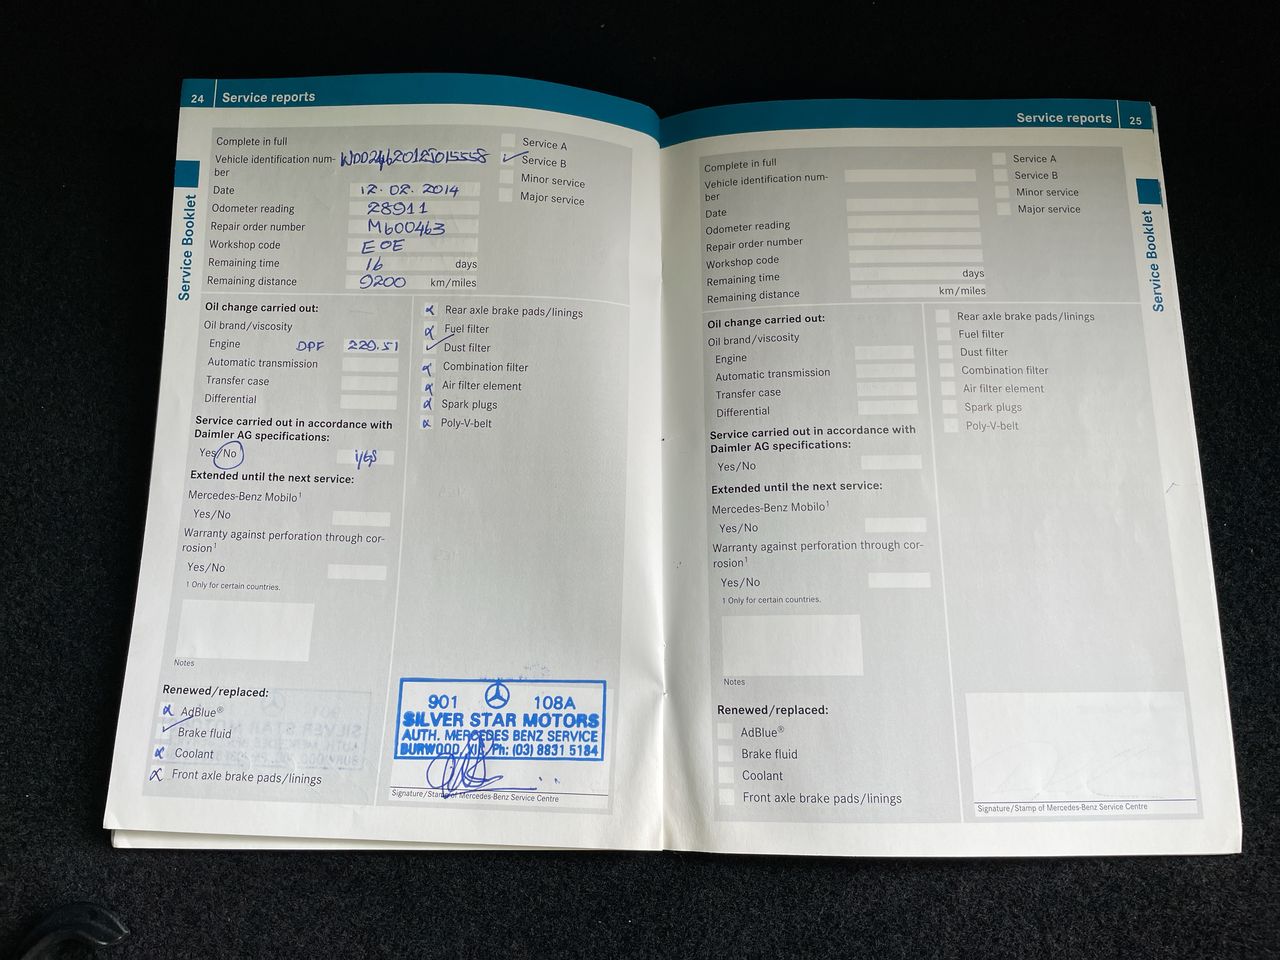 24 Service reports
Complete in full
Vehicle identification num-
ber WDD2462012J015558
Date 12.02.2014
Odometer reading 28911
Repair order number M600463
Workshop code EOE
Remaining time 16 days
Remaining distance 9200 km/miles
Service A
Service B
Minor service
Major service
Service Booklet
Oil change carried out:
Oil brand/viscosity
Engine DPF 229.51
Automatic transmission
Transfer case
Differential
Service carried out in accordance with
Daimler AG specifications:
Yes/No
Extended until the next service:
Mercedes-Benz Mobilo¹
Yes/No
Warranty against perforation through cor-
rosion¹
Yes/No
1 Only for certain countries.
Notes
Renewed/replaced:
AdBlue®
Brake fluid
Coolant
Front axle brake pads/linings
Rear axle brake pads/linings
Fuel filter
Dust filter
Combination filter
Air filter element
Spark plugs
Poly-V-belt
901 108A
SILVER STAR MOTORS
AUTH. MERCEDES BENZ SERVICE
BURWOOD VIC Ph: (03) 8831 5184
Signature/Stamp of Mercedes-Benz Service Centre
Service reports 25
Complete in full
Vehicle identification num-
ber
Date
Odometer reading
Repair order number
Workshop code
Remaining time days
Remaining distance km/miles
Service A
Service B
Minor service
Major service
Service Booklet
Oil change carried out:
Oil brand/viscosity
Engine
Automatic transmission
Transfer case
Differential
Service carried out in accordance with
Daimler AG specifications:
Yes/No
Extended until the next service:
Mercedes-Benz Mobilo¹
Yes/No
Warranty against perforation through cor-
rosion¹
Yes/No
1 Only for certain countries.
Notes
Renewed/replaced:
AdBlue®
Brake fluid
Coolant
Front axle brake pads/linings
Rear axle brake pads/linings
Fuel filter
Dust filter
Combination filter
Air filter element
Spark plugs
Poly-V-belt
Signature/Stamp of Mercedes-Benz Service Centre